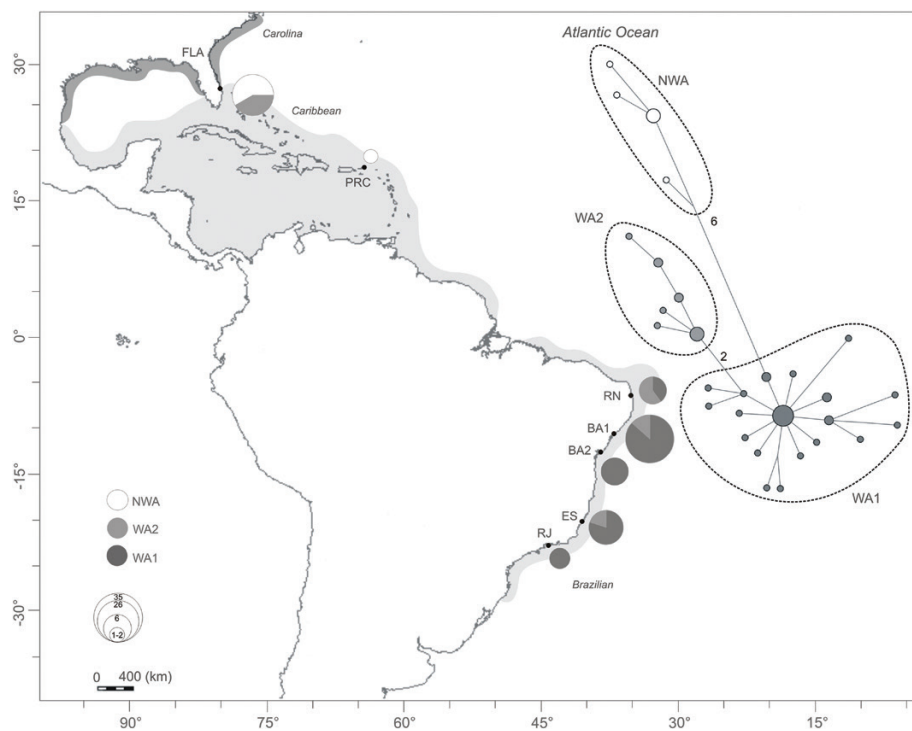 Atlantic Ocean
Carolina
FLA
NWA
30°
Caribbean
PRC
15°
6
WA2
0°
2
RN
BA1
BA2
-15°
WA1
NWA
ES
WA2
RJ
WA1
Brazilian
35
26
6
1-2
-30°
0 400 (km)
90° 75° 60° 45° 30° 15°